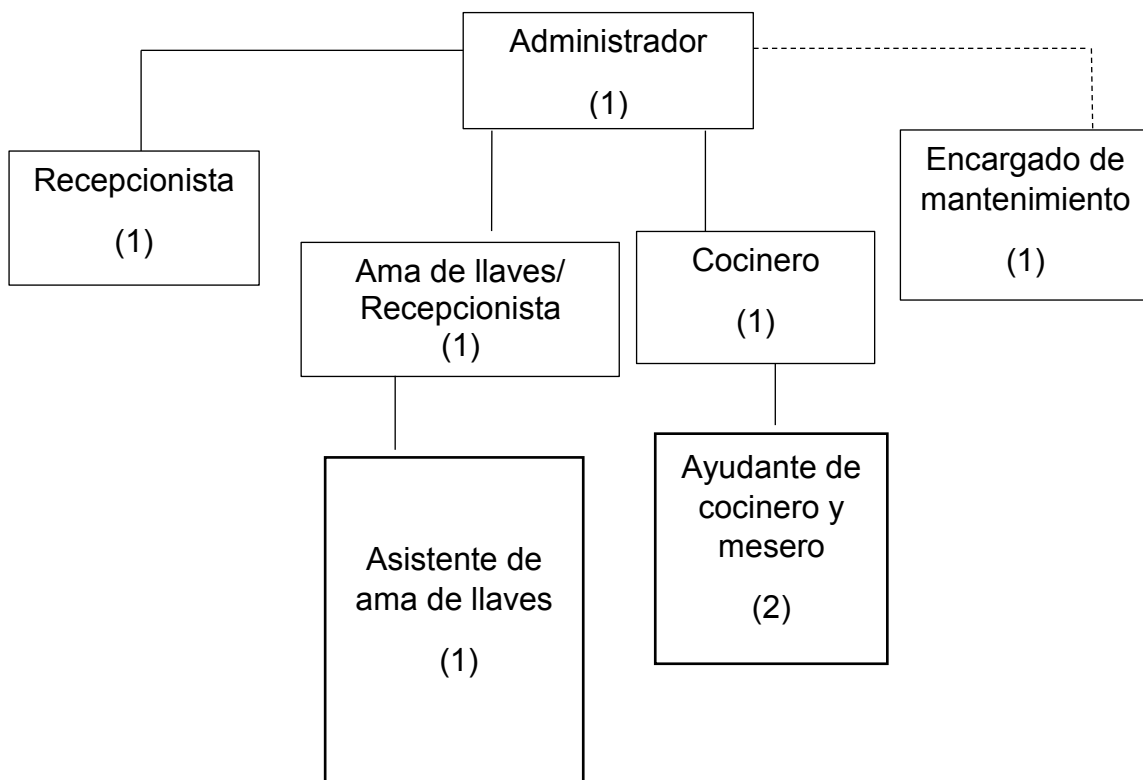 Administrador
(1)
Recepcionista
(1)
Encargado de
mantenimiento
(1)
Ama de llaves/
Recepcionista
(1)
Cocinero
(1)
Asistente de
ama de llaves
(1)
Ayudante de
cocinero y
mesero
(2)